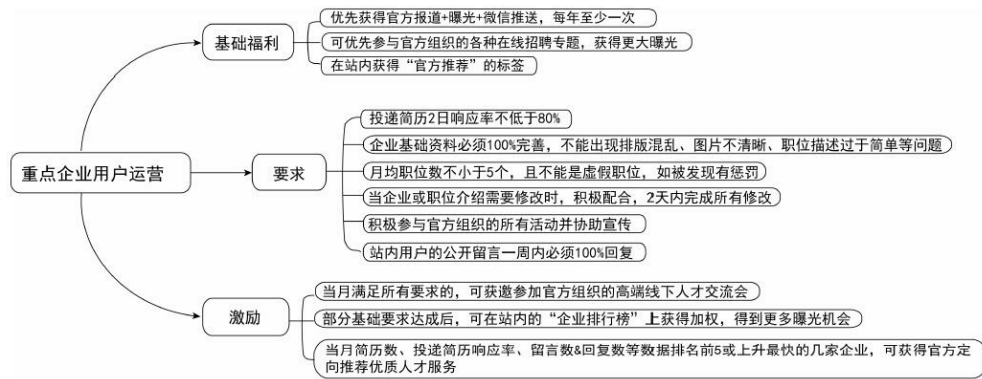 重点企业用户运营
基础福利
优先获得官方报道+曝光+微信推送，每年至少一次
可优先参与官方组织的各种在线招聘专题，获得更大曝光
在站内获得“官方推荐”的标签
要求
投递简历2日响应率不低于80%
企业基础资料必须100%完善，不能出现排版混乱、图片不清晰、职位描述过于简单等问题
月均职位数不小于5个，且不能是虚假职位，如被发现有惩罚
当企业或职位介绍需要修改时，积极配合，2天内完成所有修改
积极参与官方组织的所有活动并协助宣传
站内用户的公开留言一周内必须100%回复
激励
当月满足所有要求的，可获邀参加官方组织的高端线下人才交流会
部分基础要求达成后，可在站内的“企业排行榜”上获得加权，得到更多曝光机会
当月简历数、投递简历响应率、留言数&回复数等数据排名前5或上升最快的几家企业，可获得官方定
向推荐优质人才服务